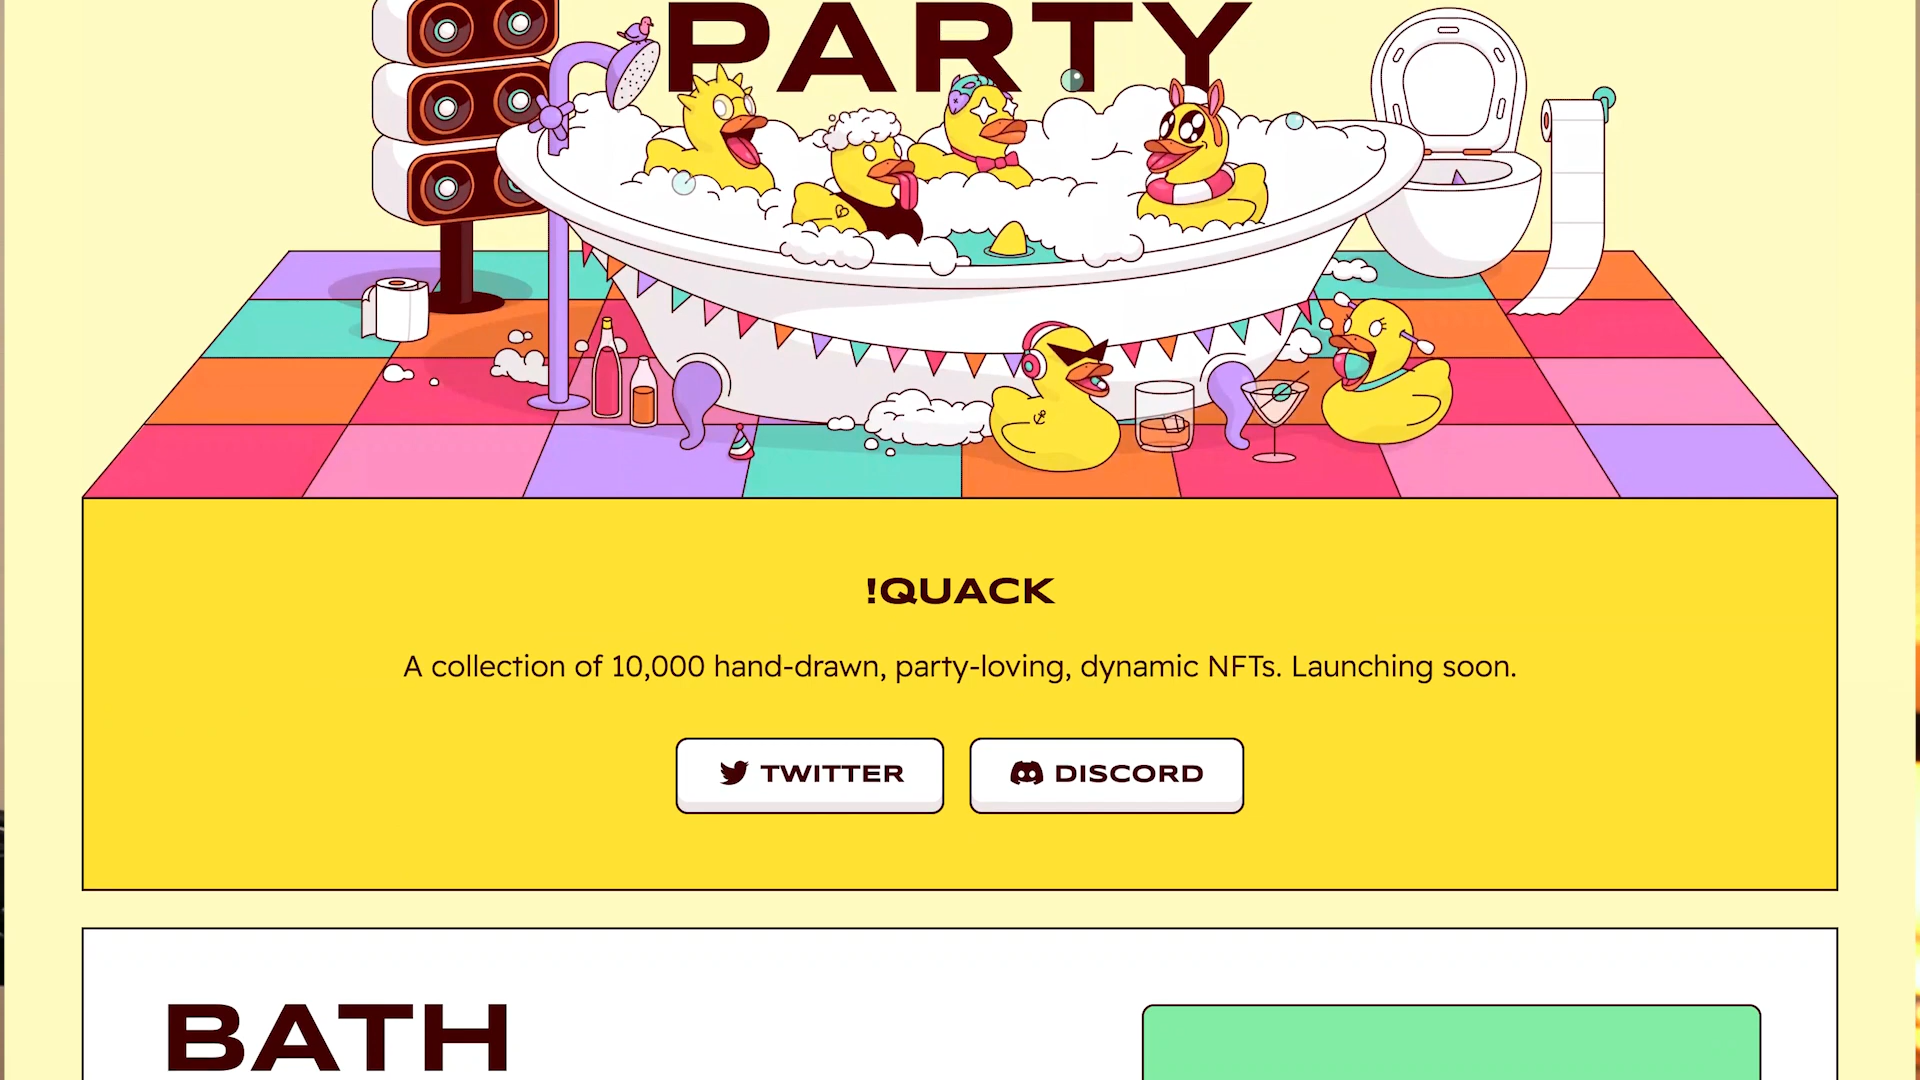 PARTY
!QUACK
A collection of 10,000 hand-drawn, party-loving, dynamic NFTs. Launching soon.
TWITTER
DISCORD
BATH